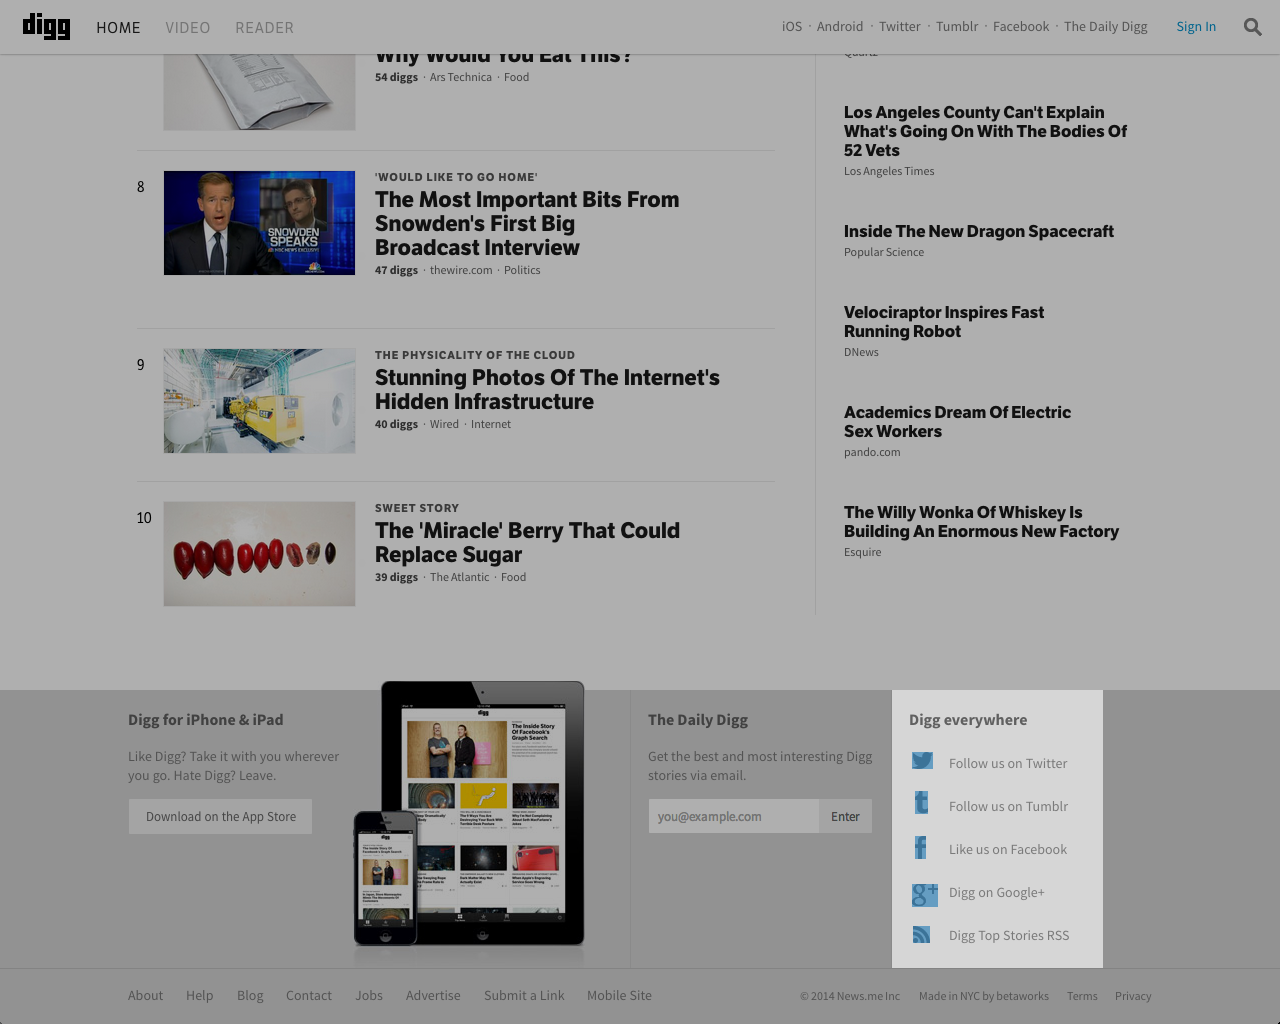 digg HOME VIDEO READER iOS · Android · Twitter · Tumblr · Facebook · The Daily Digg Sign In
Why Would You Eat This?
54 diggs · Ars Technica · Food
8
SNOWDEN
SPEAKS
'WOULD LIKE TO GO HOME'
The Most Important Bits From
Snowden's First Big
Broadcast Interview
47 diggs · thewire.com · Politics
9
THE PHYSICALITY OF THE CLOUD
Stunning Photos Of The Internet's
Hidden Infrastructure
40 diggs · Wired · Internet
10
SWEET STORY
The 'Miracle' Berry That Could
Replace Sugar
39 diggs · The Atlantic · Food
Quartz
Los Angeles County Can't Explain
What's Going On With The Bodies Of
52 Vets
Los Angeles Times
Inside The New Dragon Spacecraft
Popular Science
Velociraptor Inspires Fast
Running Robot
DNews
Academics Dream Of Electric
Sex Workers
pando.com
The Willy Wonka Of Whiskey Is
Building An Enormous New Factory
Esquire
Digg for iPhone & iPad
Like Digg? Take it with you wherever
you go. Hate Digg? Leave.
Download on the App Store
digg
The Inside Story
Of Facebook's
Graph Search
The Daily Digg
Get the best and most interesting Digg
stories via email.
you@example.com Enter
Digg everywhere
Follow us on Twitter
Follow us on Tumblr
Like us on Facebook
Digg on Google+
Digg Top Stories RSS
About Help Blog Contact Jobs Advertise Submit a Link Mobile Site
© 2014 News.me Inc Made in NYC by betaworks Terms Privacy